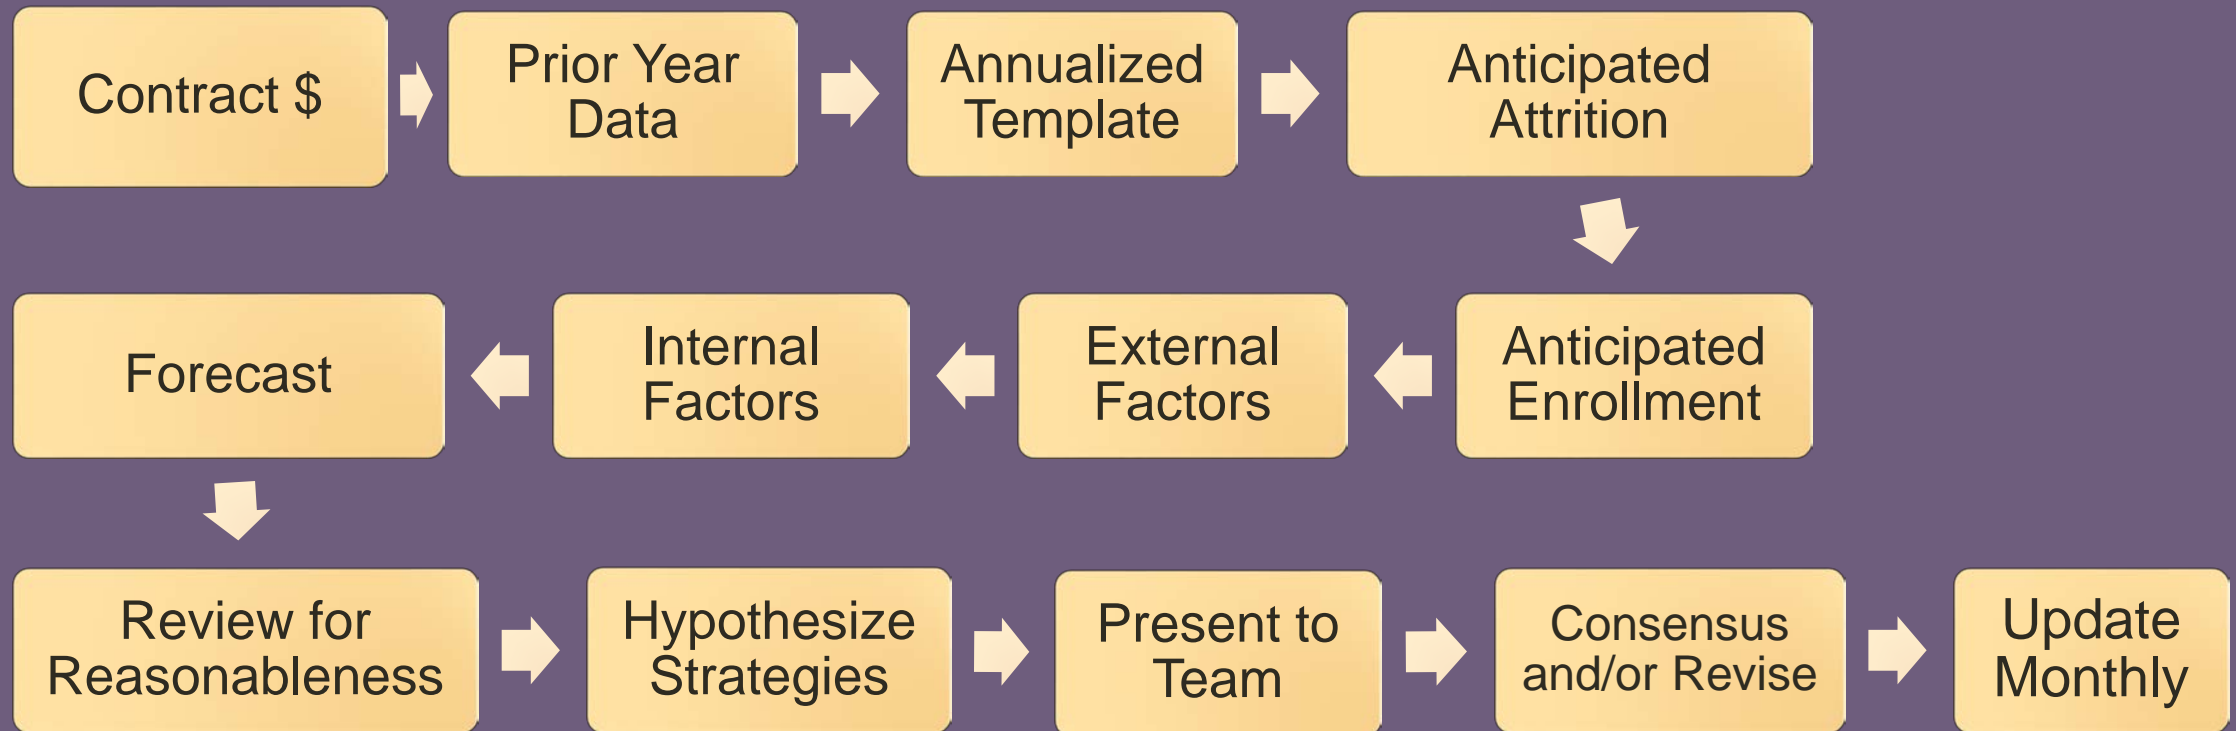 Contract $
Prior Year
Data
Annualized
Template
Anticipated
Attrition
Anticipated
Enrollment
External
Factors
Internal
Factors
Forecast
Review for
Reasonableness
Hypothesize
Strategies
Present to
Team
Consensus
and/or Revise
Update
Monthly